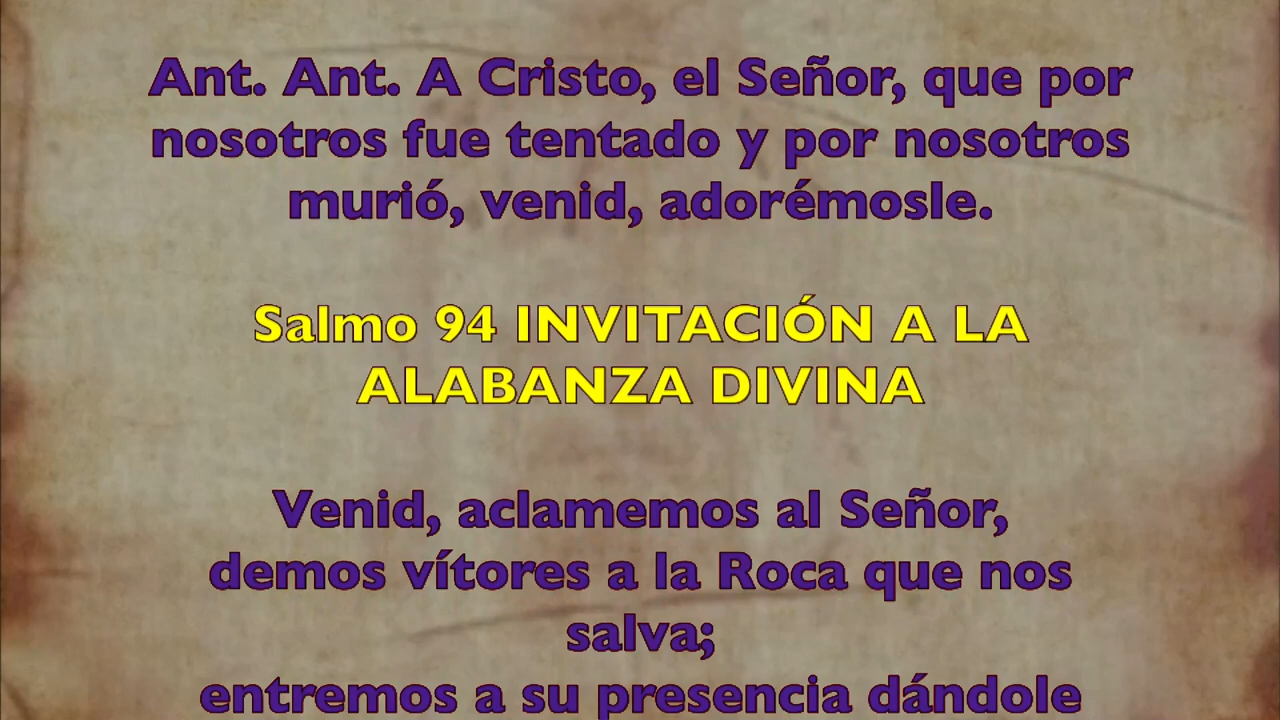 Ant. Ant. A Cristo, el Señor, que por
nosotros fue tentado y por nosotros
murió, venid, adorémosle.
Salmo 94 INVITACIÓN A LA
ALABANZA DIVINA
Venid, aclamemos al Señor,
demos vítores a la Roca que nos
salva;
entremos a su presencia dándole